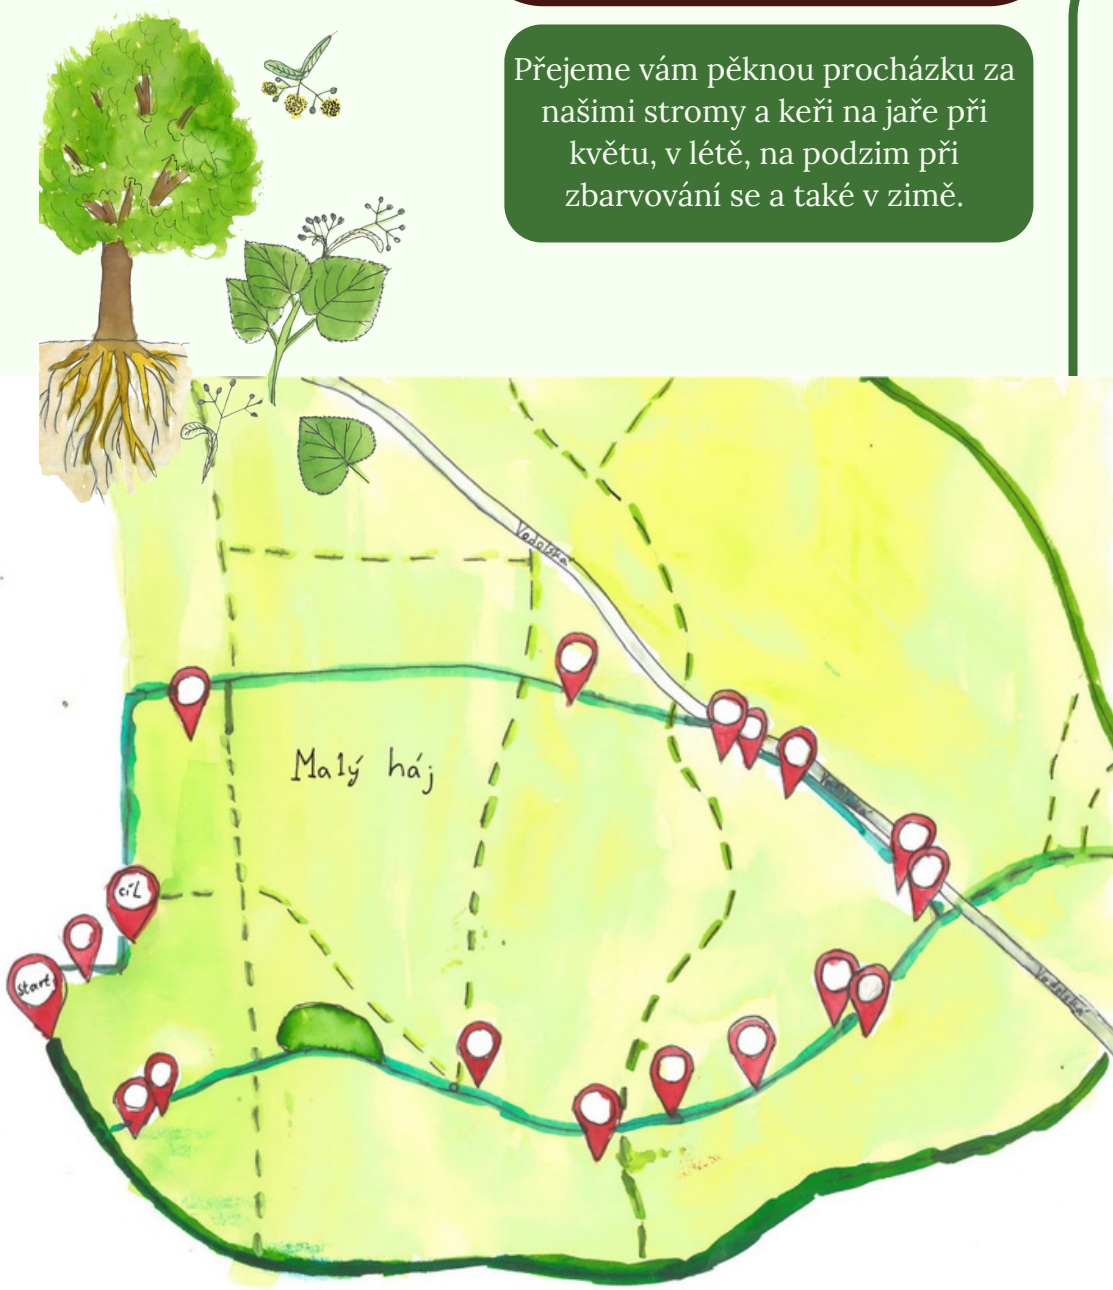 Přejeme vám pěknou procházku za
našimi stromy a keři na jaře při
květu, v létě, na podzim při
zbarvování se a také v zimě.
Vodolská
Malý háj
cíl
start
Vodolská